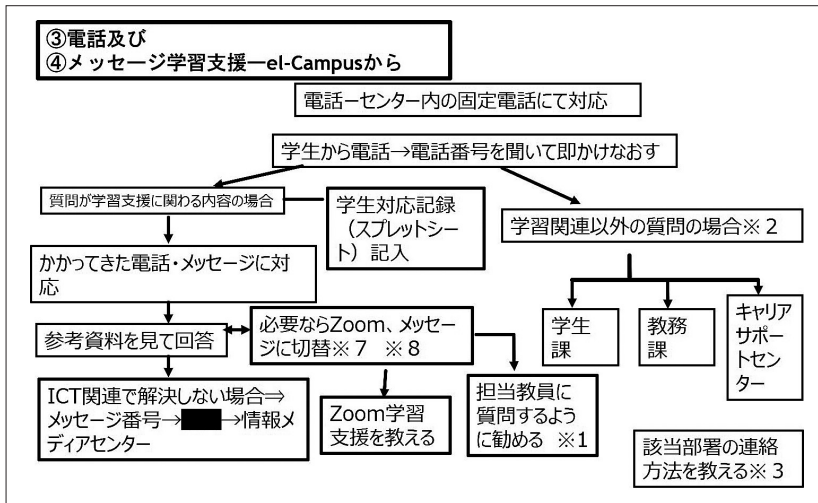 ③電話及び
④メッセージ学習支援―el-Campusから
電話－センター内の固定電話にて対応
学生から電話→電話番号を聞いて即かけなおす
質問が学習支援に関わる内容の場合
学生対応記録
（スプレットシー
ト）記入
学習関連以外の質問の場合※２
かかってきた電話・メッセージに対
応
参考資料を見て回答
必要ならZoom、メッセー
ジに切替※７　※８
学生
課
教務
課
キャリア
サポ
ートセン
ター
ICT関連で解決しない場合⇒
メッセージ番号→　→情報メ
ディアセンター
Zoom学習
支援を教える
担当教員に
質問するよう
に勧める　※1
該当部署の連絡
方法を教える※３